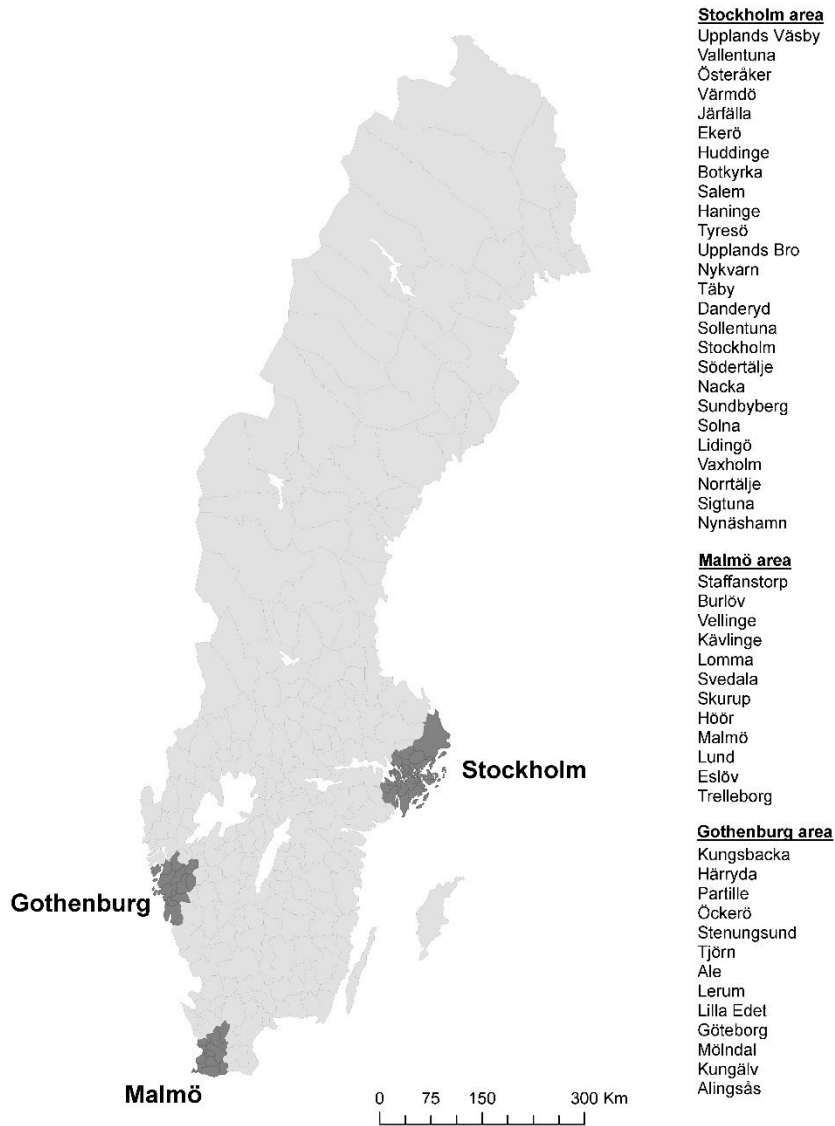 Stockholm area
Upplands Väsby
Vallentuna
Österåker
Värmdö
Järfälla
Ekerö
Huddinge
Botkyrka
Salem
Haninge
Tyresö
Upplands Bro
Nykvarn
Täby
Danderyd
Sollentuna
Stockholm
Södertälje
Nacka
Sundbyberg
Solna
Lidingö
Vaxholm
Norrtälje
Sigtuna
Nynäshamn
Malmö area
Staffanstorp
Burlöv
Vellinge
Kävlinge
Lomma
Svedala
Skurup
Höör
Malmö
Lund
Eslöv
Trelleborg
Gothenburg area
Kungsbacka
Härryda
Partille
Öckerö
Stenungsund
Tjörn
Ale
Lerum
Lilla Edet
Göteborg
Mölndal
Kungälv
Alingsås
Stockholm
Gothenburg
Malmö
0 75 150 300 Km